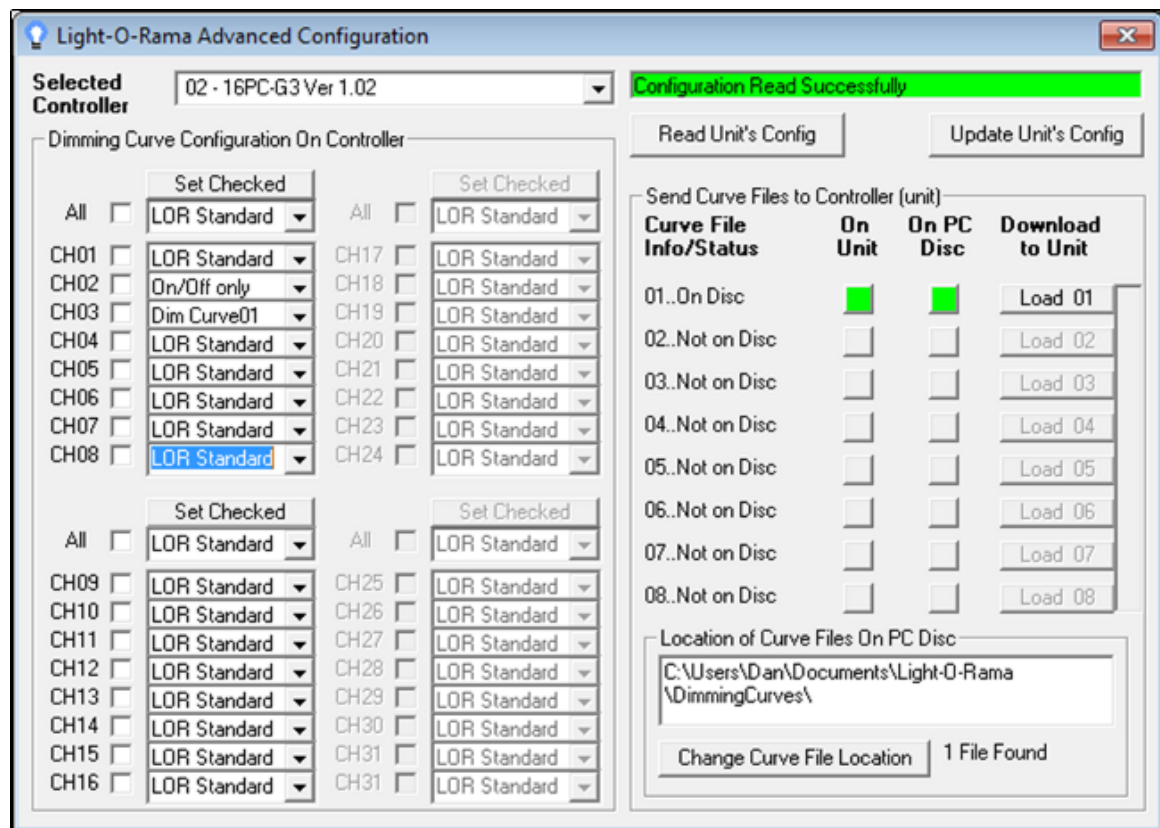 Light-O-Rama Advanced Configuration
Selected Controller
02 - 16PC-G3 Ver 1.02
Configuration Read Successfully
Read Unit's Config
Update Unit's Config
Dimming Curve Configuration On Controller
Set Checked
Set Checked
All LOR Standard All LOR Standard
CH01 LOR Standard CH17 LOR Standard
CH02 On/Off only CH18 LOR Standard
CH03 Dim Curve01 CH19 LOR Standard
CH04 LOR Standard CH20 LOR Standard
CH05 LOR Standard CH21 LOR Standard
CH06 LOR Standard CH22 LOR Standard
CH07 LOR Standard CH23 LOR Standard
CH08 LOR Standard CH24 LOR Standard
Set Checked
Set Checked
All LOR Standard All LOR Standard
CH09 LOR Standard CH25 LOR Standard
CH10 LOR Standard CH26 LOR Standard
CH11 LOR Standard CH27 LOR Standard
CH12 LOR Standard CH28 LOR Standard
CH13 LOR Standard CH29 LOR Standard
CH14 LOR Standard CH30 LOR Standard
CH15 LOR Standard CH31 LOR Standard
CH16 LOR Standard CH31 LOR Standard
Send Curve Files to Controller (unit)
Curve File On On PC Download
Info/Status Unit Disc to Unit
01..On Disc Load 01
02..Not on Disc Load 02
03..Not on Disc Load 03
04..Not on Disc Load 04
05..Not on Disc Load 05
06..Not on Disc Load 06
07..Not on Disc Load 07
08..Not on Disc Load 08
Location of Curve Files On PC Disc
C:\Users\Dan\Documents\Light-O-Rama
\DimmingCurves\
Change Curve File Location 1 File Found